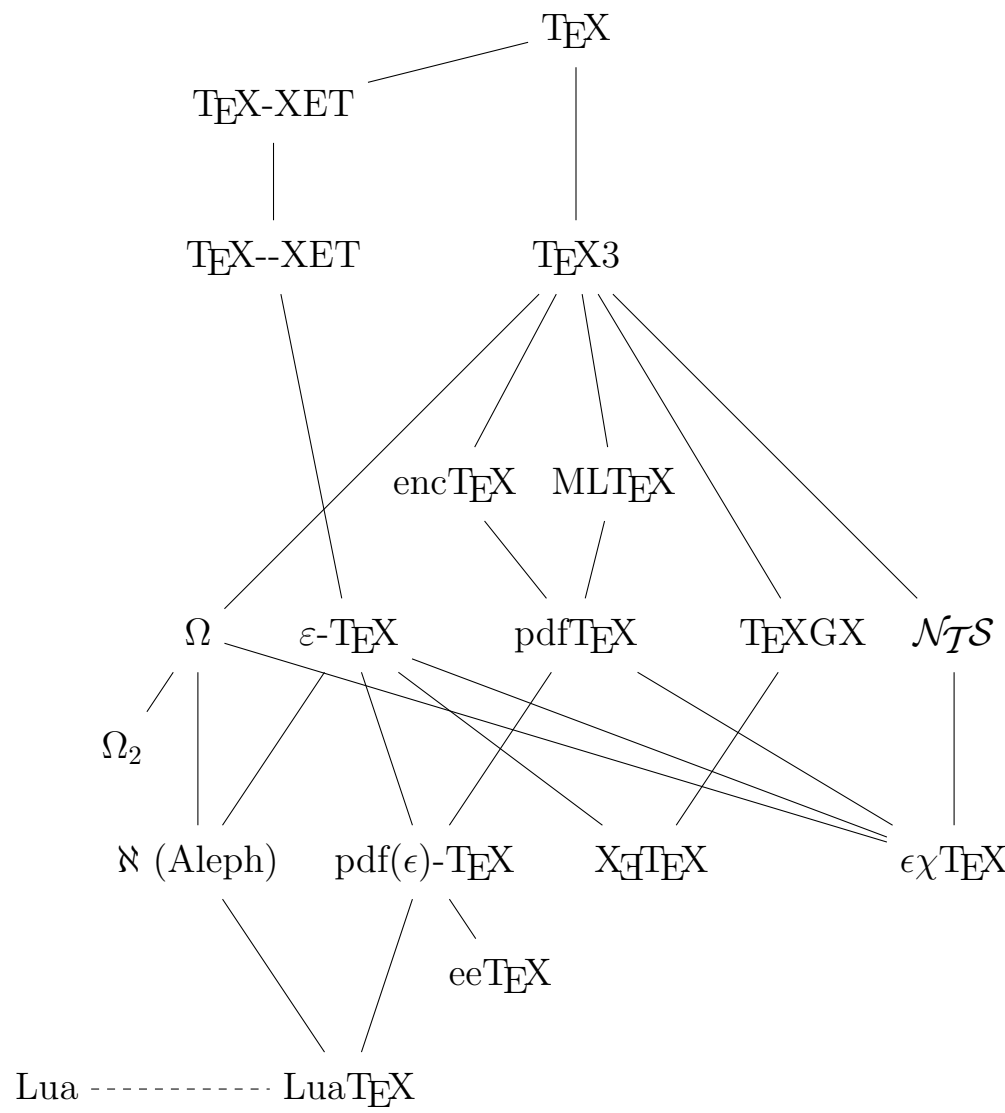 TEX
TEX-XET
TEX--XET TEX3
encTEX MLTEX
Ω ε-TEX pdfTEX TEXGX NTS
Ω₂
ℵ (Aleph) pdf(ϵ)-TEX XƎTEX ϵχTEX
eeTEX
Lua LuaTEX